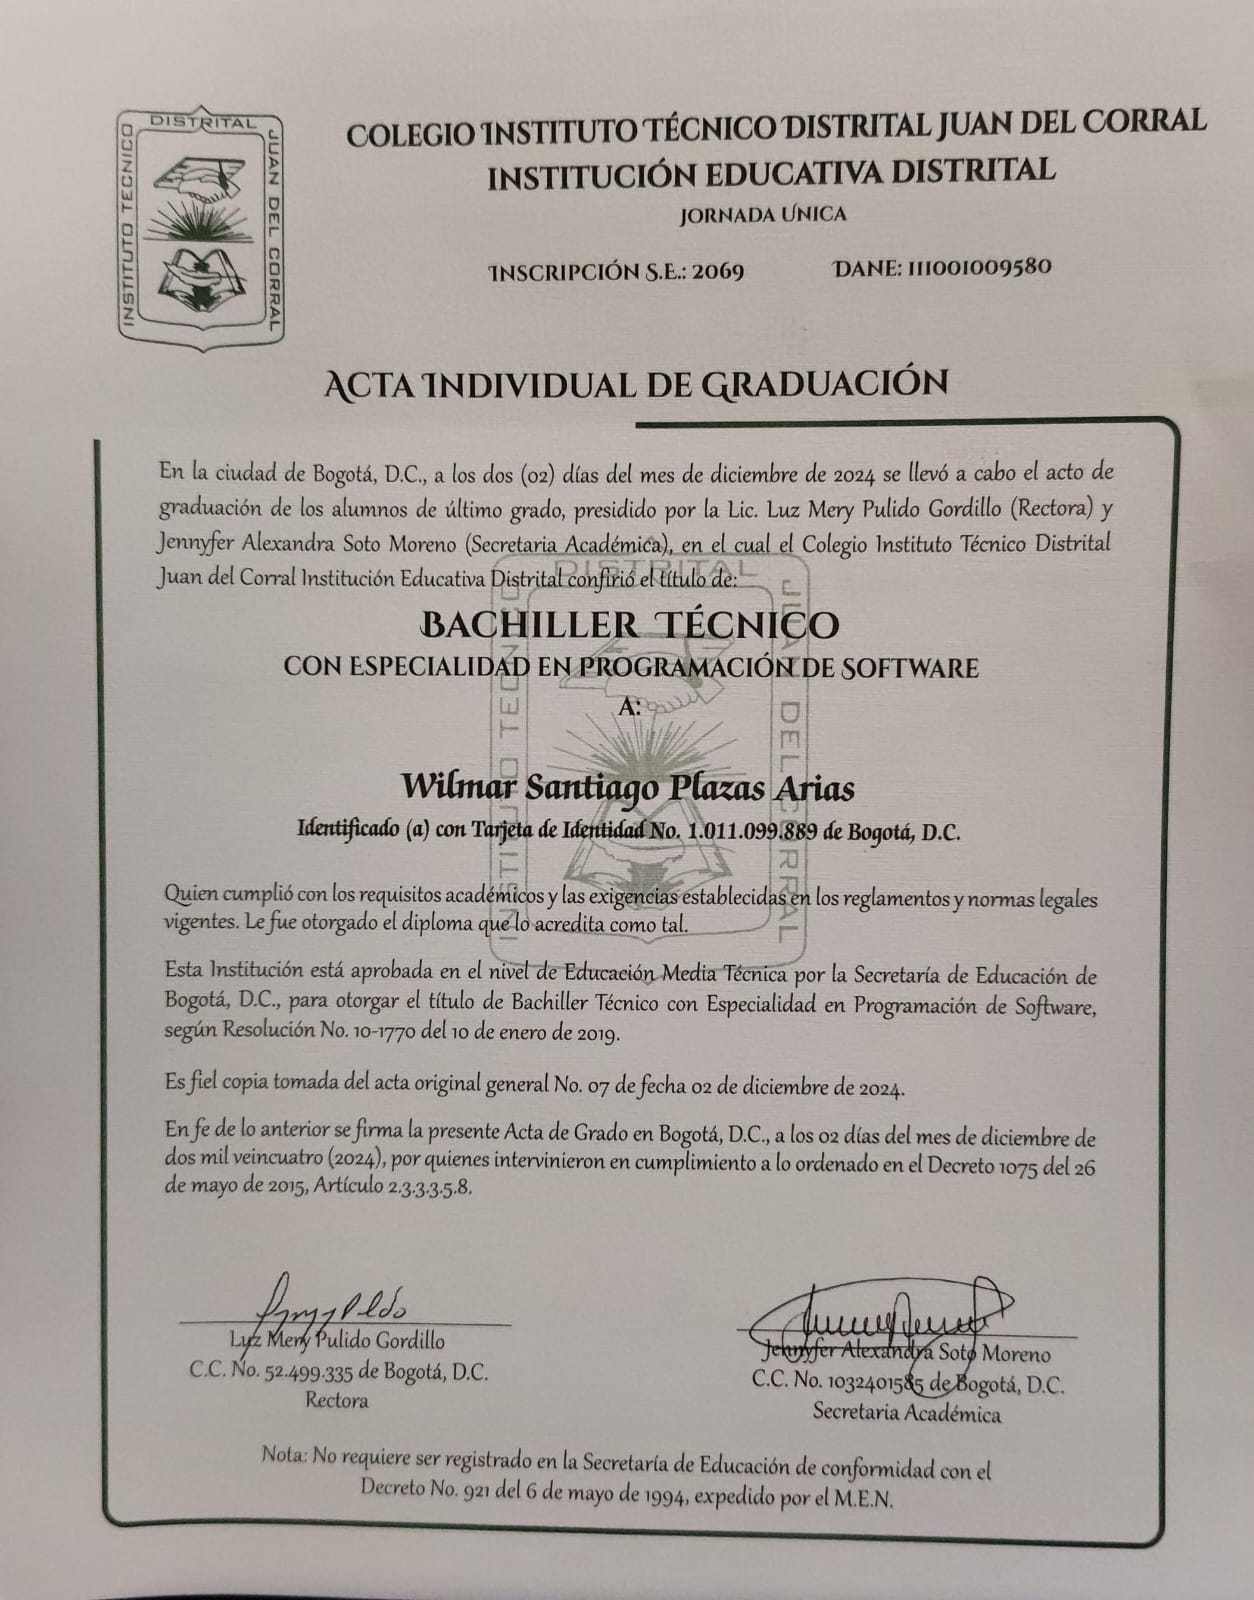 DISTRITAL
INSTITUTO TECNICO
JUAN DEL CORRAL
COLEGIO INSTITUTO TÉCNICO DISTRITAL JUAN DEL CORRAL
INSTITUCIÓN EDUCATIVA DISTRITAL
JORNADA ÚNICA
INSCRIPCIÓN S.E.: 2069 DANE: 111001009580
ACTA INDIVIDUAL DE GRADUACIÓN
En la ciudad de Bogotá, D.C., a los dos (02) días del mes de diciembre de 2024 se llevó a cabo el acto de
graduación de los alumnos de último grado, presidido por la Lic. Luz Mery Pulido Gordillo (Rectora) y
Jennyfer Alexandra Soto Moreno (Secretaria Académica), en el cual el Colegio Instituto Técnico Distrital
Juan del Corral Institución Educativa Distrital confirió el título de:
BACHILLER TÉCNICO
CON ESPECIALIDAD EN PROGRAMACIÓN DE SOFTWARE
A:
Wilmar Santiago Plazas Arias
Identificado (a) con Tarjeta de Identidad No. 1.011.099.889 de Bogotá, D.C.
Quien cumplió con los requisitos académicos y las exigencias establecidas en los reglamentos y normas legales
vigentes. Le fue otorgado el diploma que lo acredita como tal.
Esta Institución está aprobada en el nivel de Educación Media Técnica por la Secretaría de Educación de
Bogotá, D.C., para otorgar el título de Bachiller Técnico con Especialidad en Programación de Software,
según Resolución No. 10-1770 del 10 de enero de 2019.
Es fiel copia tomada del acta original general No. 07 de fecha 02 de diciembre de 2024.
En fe de lo anterior se firma la presente Acta de Grado en Bogotá, D.C., a los 02 días del mes de diciembre de
dos mil veincuatro (2024), por quienes intervinieron en cumplimiento a lo ordenado en el Decreto 1075 del 26
de mayo de 2015, Artículo 2.3.3.3.5.8.
Luz Mery Pulido Gordillo
C.C. No. 52.499.335 de Bogotá, D.C.
Rectora
Jennyfer Alexandra Soto Moreno
C.C. No. 1032401585 de Bogotá, D.C.
Secretaria Académica
Nota: No requiere ser registrado en la Secretaría de Educación de conformidad con el
Decreto No. 921 del 6 de mayo de 1994, expedido por el M.E.N.